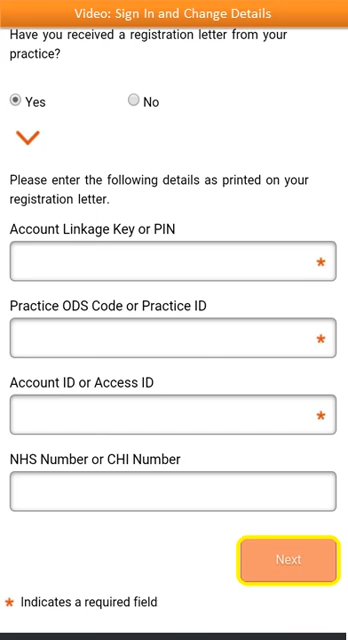 Video: Sign In and Change Details
Have you received a registration letter from your
practice?
Yes
No
Please enter the following details as printed on your
registration letter.
Account Linkage Key or PIN
*
Practice ODS Code or Practice ID
*
Account ID or Access ID
*
NHS Number or CHI Number
Next
* Indicates a required field